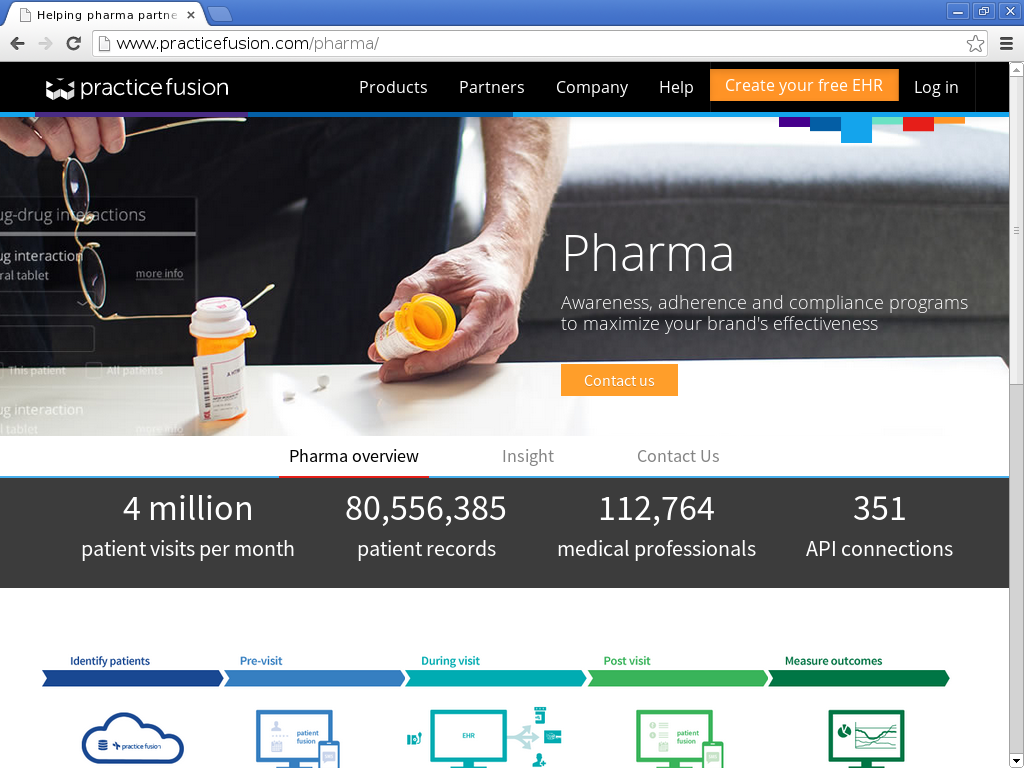 Helping pharma partne
www.practicefusion.com/pharma/
practice fusion
Products
Partners
Company
Help
Create your free EHR
Log in
ug-drug interactions
ug interaction
ral tablet
more info
This patient
All patients
ug interaction
l tablet
more info
Pharma
Awareness, adherence and compliance programs
to maximize your brand's effectiveness
Contact us
Pharma overview
Insight
Contact Us
4 million
80,556,385
112,764
351
patient visits per month
patient records
medical professionals
API connections
Identify patients
Pre-visit
During visit
Post visit
Measure outcomes
practice fusion
patient
fusion
EHR
patient
fusion